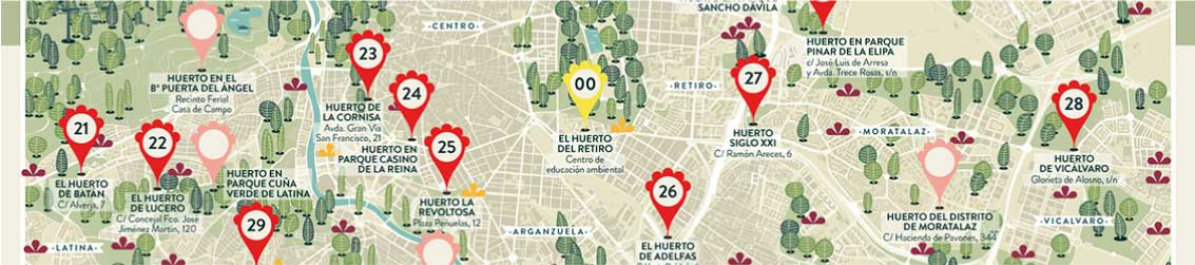 SANCHO DÁVILA
·CENTRO·
HUERTO EN EL
Bº PUERTA DEL ÁNGEL
Recinto Ferial
Casa de Campo
23
HUERTO DE
LA CORNISA
Avda. Gran Vía
San Francisco, 21
24
HUERTO EN
PARQUE CASINO
DE LA REINA
00
EL HUERTO
DEL RETIRO
Centro de
educación ambiental
·RETIRO·
27
HUERTO
SIGLO XXI
C/ Ramón Areces, 6
HUERTO EN PARQUE
PINAR DE LA ELIPA
c/ José Luis de Arresa
y Avda. Trece Rosas, s/n
28
HUERTO
DE VICÁLVARO
Glorieta de Alosno, s/n
·MORATALAZ·
21
EL HUERTO
DE BATÁN
C/ Alverja, 7
22
EL HUERTO
DE LUCERO
C/ Concejal Fco. José
Jiménez Martín, 120
HUERTO EN
PARQUE CUÑA
VERDE DE LATINA
25
HUERTO LA
REVOLTOSA
Plaza Peñuelas, 12
26
EL HUERTO
DE ADELFAS
HUERTO DEL DISTRITO
DE MORATALAZ
C/ Hacienda de Pavones, 344
·VICALVARO·
29
·LATINA·
·ARGANZUELA·